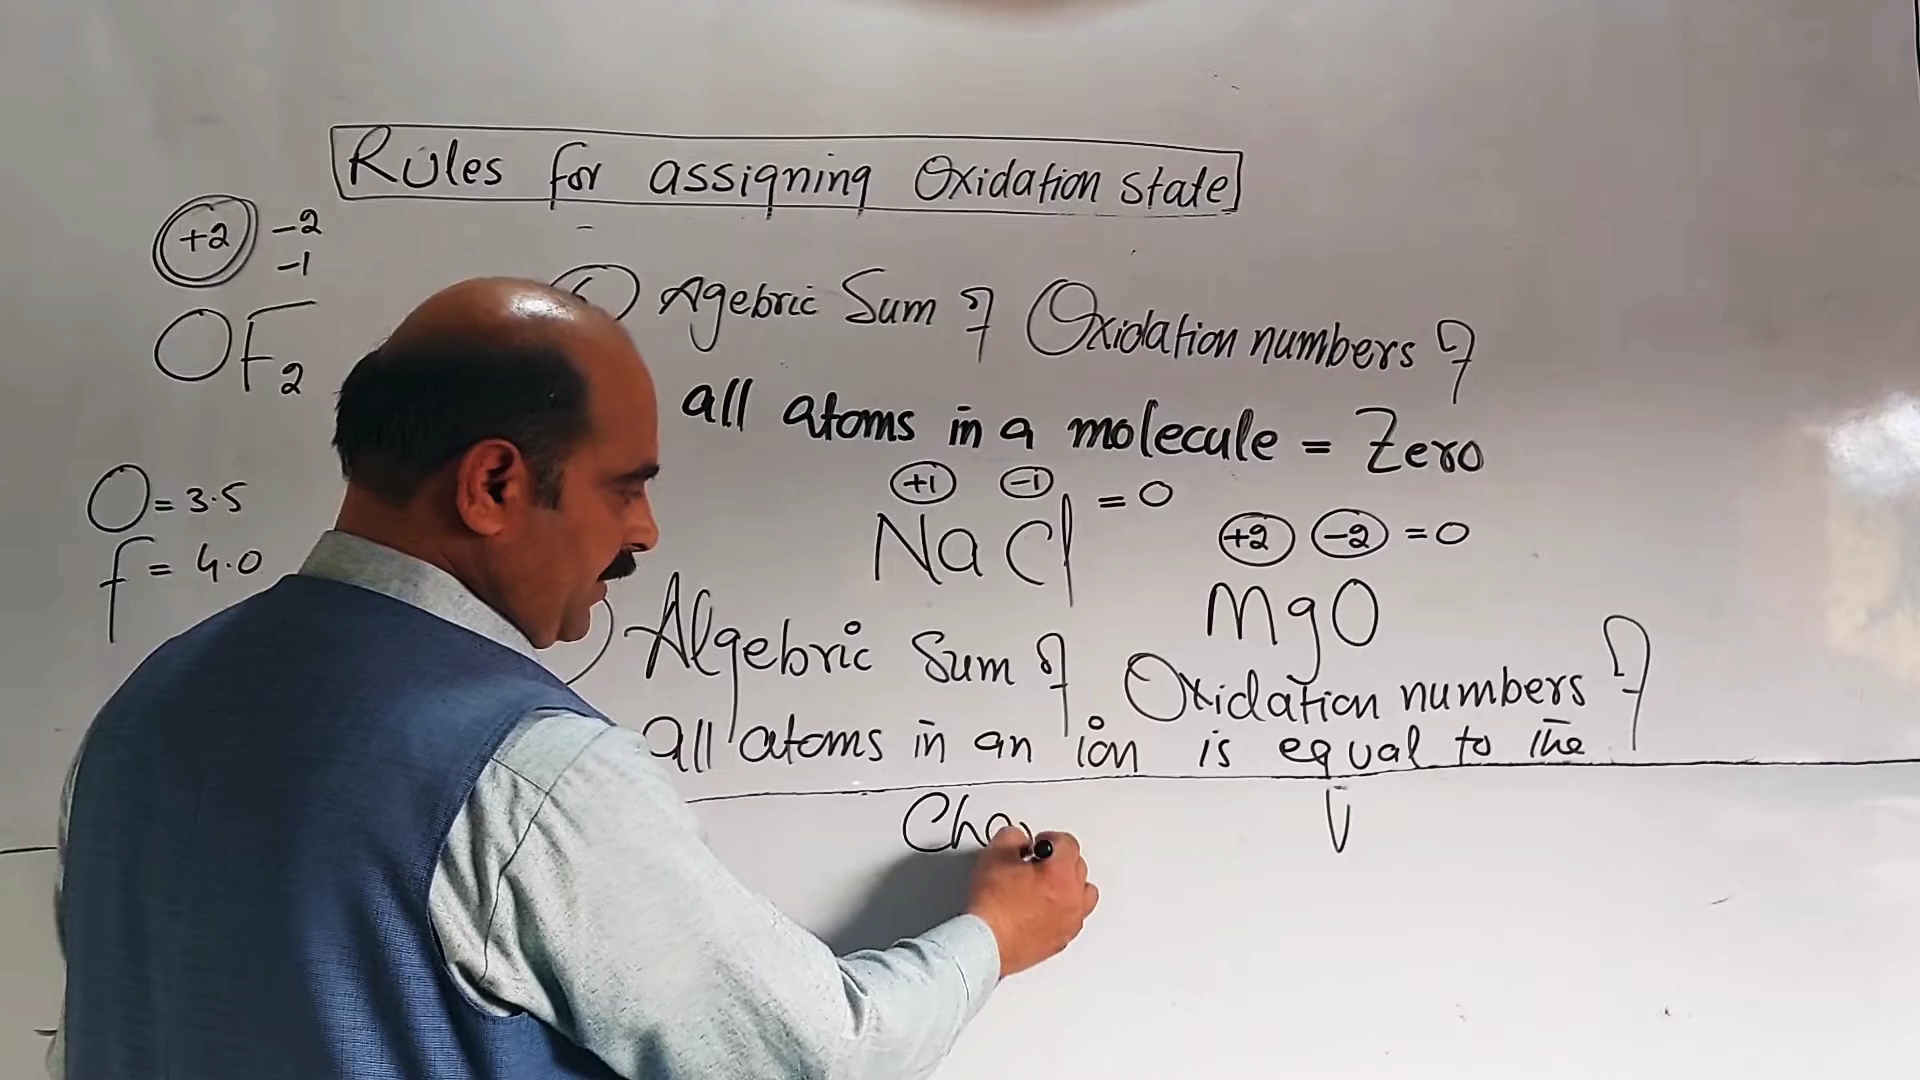 Rules for assigning Oxidation state
+2 -2
-1
OF2
O = 3.5
f = 4.0
1 Agebric Sum of Oxidation numbers of
all atoms in a molecule = Zero
+1 -1 = 0
NaCl
+2 -2 = 0
MgO
Algebric Sum of Oxidation numbers of
all atoms in an ion is equal to the
Cha